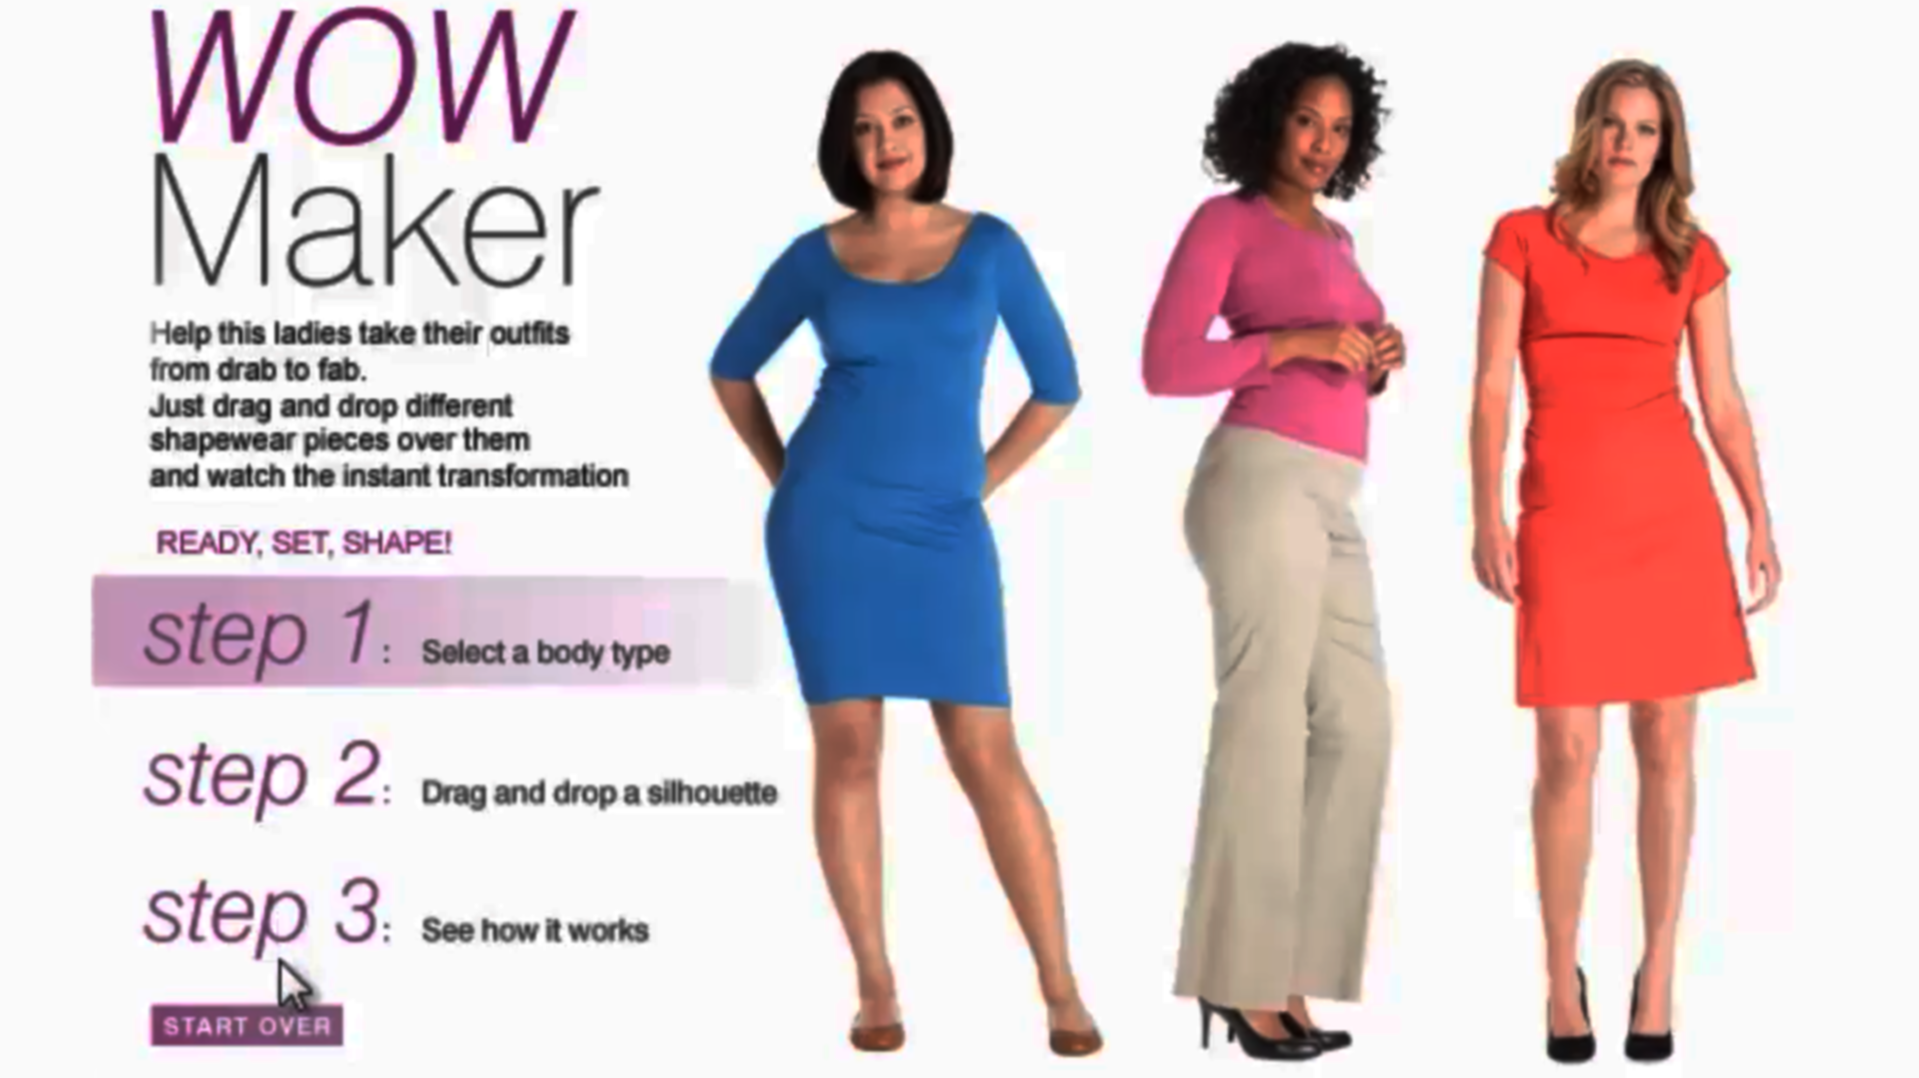 WOW
Maker
Help this ladies take their outfits
from drab to fab.
Just drag and drop different
shapewear pieces over them
and watch the instant transformation
READY, SET, SHAPE!
step 1: Select a body type
step 2: Drag and drop a silhouette
step 3: See how it works
START OVER